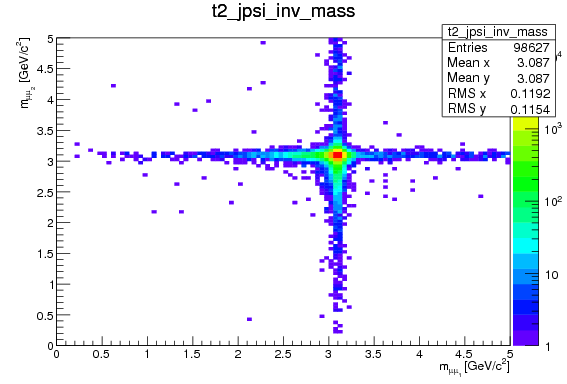 t2_jpsi_inv_mass
t2_jpsi_inv_mass
Entries 98627
Mean x 3.087
Mean y 3.087
RMS x 0.1192
RMS y 0.1154
m_{μμ_2} [GeV/c²]
5
4.5
4
3.5
3
2.5
2
1.5
1
0.5
0
0 0.5 1 1.5 2 2.5 3 3.5 4 4.5 5
m_{μμ_1} [GeV/c²]
10³
10²
10
1